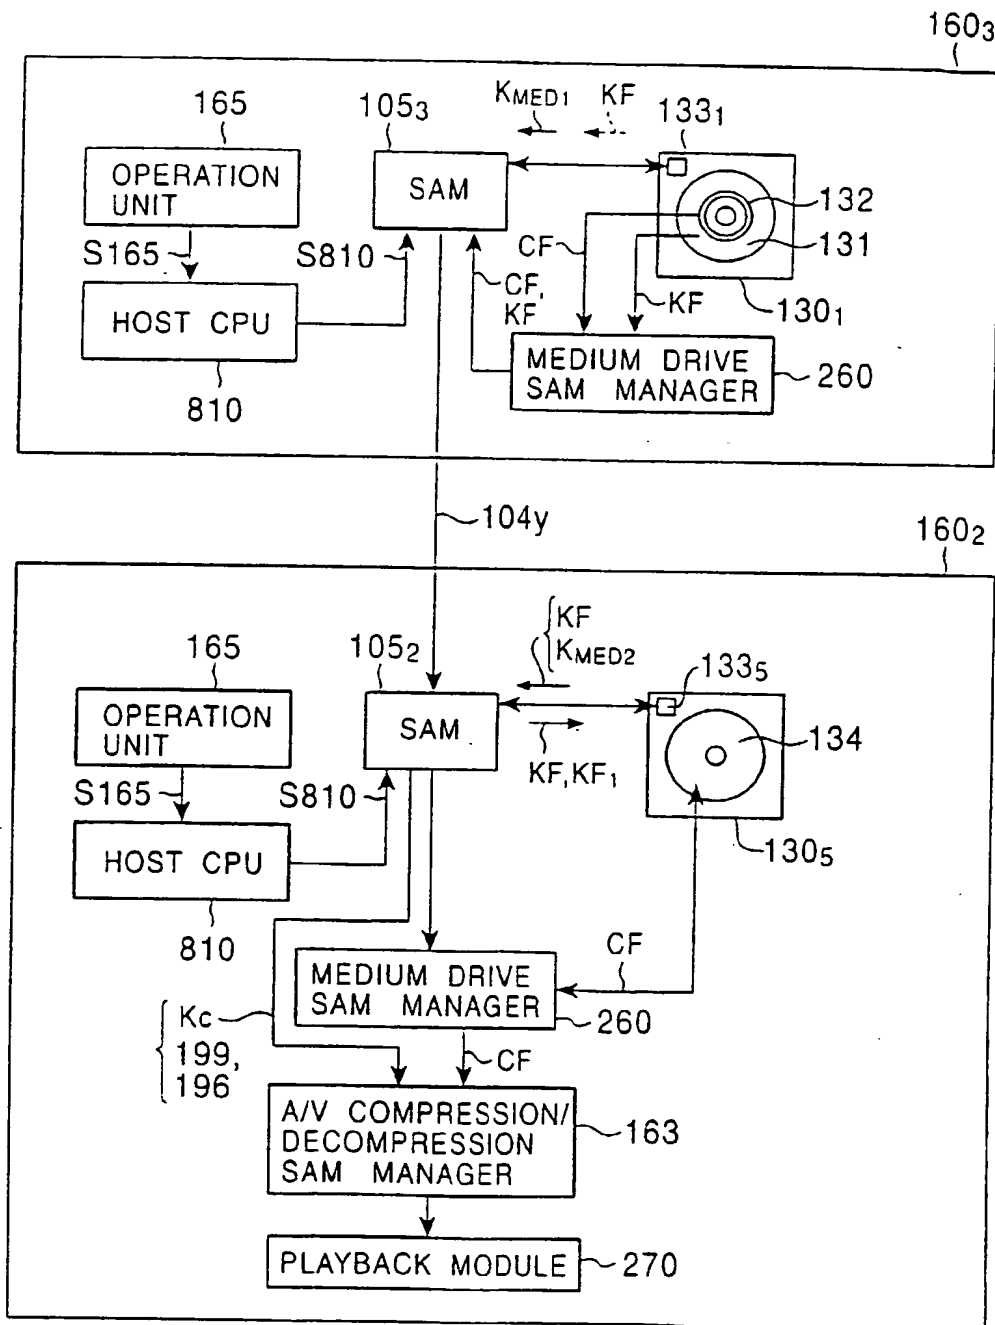 160₃
165
105₃
K_MED1
KF
133₁
OPERATION
UNIT
SAM
132
131
S165
S810
CF
CF,
KF
KF
130₁
HOST CPU
MEDIUM DRIVE
SAM MANAGER
260
810
104y
160₂
KF
K_MED2
165
105₂
133₅
OPERATION
UNIT
SAM
134
KF, KF₁
S165
S810
130₅
HOST CPU
810
CF
MEDIUM DRIVE
SAM MANAGER
260
Kc
199,
196
CF
A/V COMPRESSION/
DECOMPRESSION
SAM MANAGER
163
PLAYBACK MODULE
270